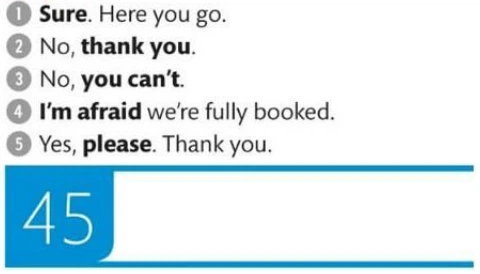 1 Sure. Here you go.
2 No, thank you.
3 No, you can't.
4 I'm afraid we're fully booked.
5 Yes, please. Thank you.
45